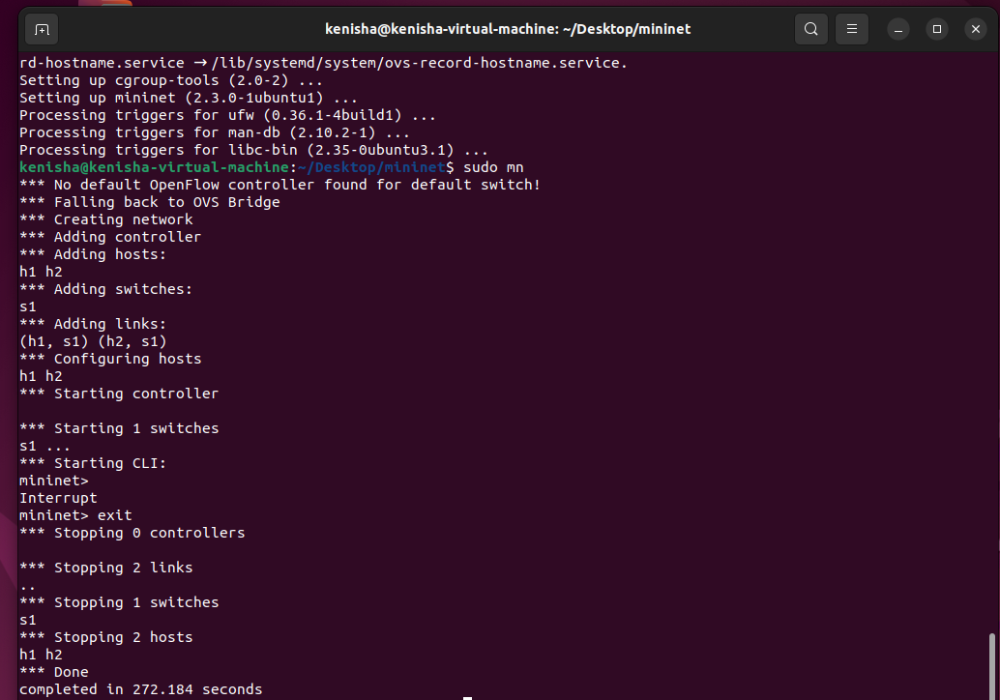 kenisha@kenisha-virtual-machine: ~/Desktop/mininet
rd-hostname.service → /lib/systemd/system/ovs-record-hostname.service.
Setting up cgroup-tools (2.0-2) ...
Setting up mininet (2.3.0-1ubuntu1) ...
Processing triggers for ufw (0.36.1-4build1) ...
Processing triggers for man-db (2.10.2-1) ...
Processing triggers for libc-bin (2.35-0ubuntu3.1) ...
kenisha@kenisha-virtual-machine:~/Desktop/mininet$ sudo mn
*** No default OpenFlow controller found for default switch!
*** Falling back to OVS Bridge
*** Creating network
*** Adding controller
*** Adding hosts:
h1 h2
*** Adding switches:
s1
*** Adding links:
(h1, s1) (h2, s1)
*** Configuring hosts
h1 h2
*** Starting controller
*** Starting 1 switches
s1 ...
*** Starting CLI:
mininet>
Interrupt
mininet> exit
*** Stopping 0 controllers
*** Stopping 2 links
..
*** Stopping 1 switches
s1
*** Stopping 2 hosts
h1 h2
*** Done
completed in 272.184 seconds